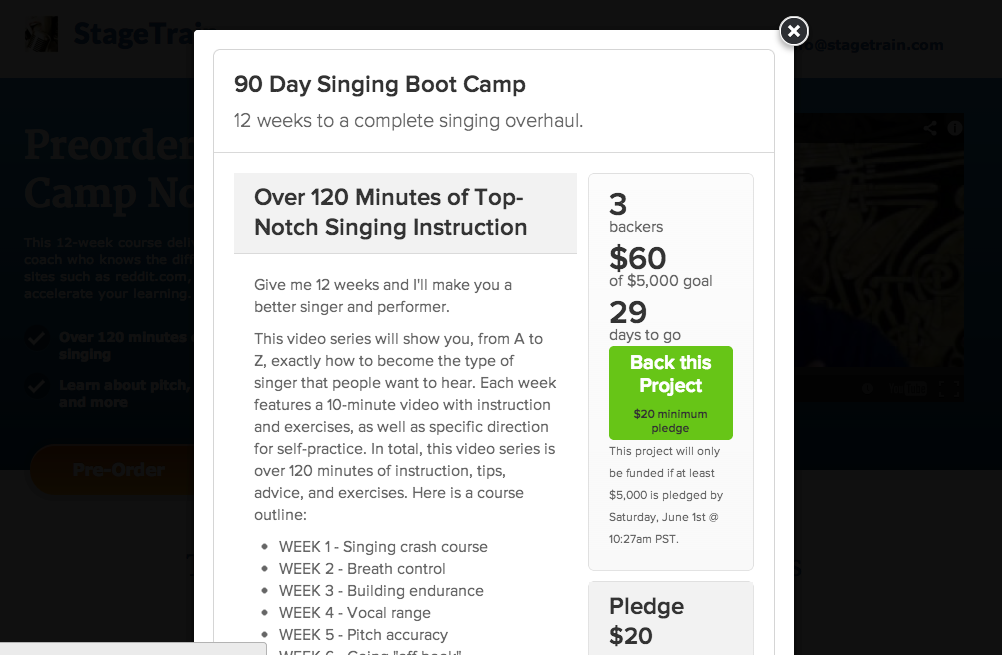 StageTrain
@stagetrain.com
90 Day Singing Boot Camp
12 weeks to a complete singing overhaul.
Preorder
Camp
This 12-week course
coach who knows the
sites such as reddit.com,
accelerate your learning.
Over 120 minutes
singing
Learn about pitch,
and more
Pre-Order
Over 120 Minutes of Top-
Notch Singing Instruction
Give me 12 weeks and I'll make you a
better singer and performer.
This video series will show you, from A to
Z, exactly how to become the type of
singer that people want to hear. Each week
features a 10-minute video with instruction
and exercises, as well as specific direction
for self-practice. In total, this video series is
over 120 minutes of instruction, tips,
advice, and exercises. Here is a course
outline:
WEEK 1 - Singing crash course
WEEK 2 - Breath control
WEEK 3 - Building endurance
WEEK 4 - Vocal range
WEEK 5 - Pitch accuracy
WEEK 6 - Going "off book"
3
backers
$60
of $5,000 goal
29
days to go
Back this
Project
$20 minimum
pledge
This project will only
be funded if at least
$5,000 is pledged by
Saturday, June 1st @
10:27am PST.
Pledge
$20